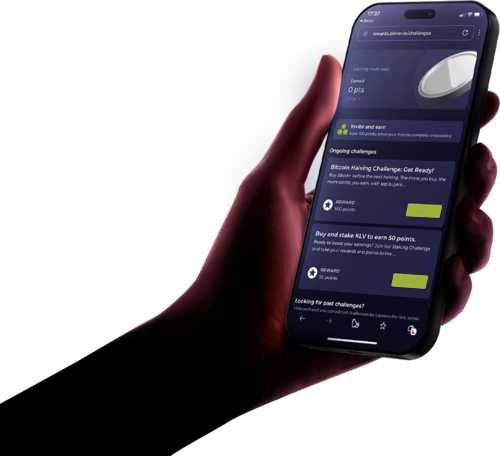 17:57
rewards.klever.io/challenges
Earning made easy
Earned
0 pts
Invite and earn
Earn 100 points when your friends complete onboarding
Ongoing challenges
Bitcoin Halving Challenge: Get Ready!
Buy Bitcoin before the next halving. The more you buy, the
more points you earn, with top buyers...
REWARD
500 points
Buy and stake KLV to earn 50 points.
Ready to boost your earnings? Join our Staking Challenge
and take your rewards and points to the ...
REWARD
50 points
Looking for past challenges?